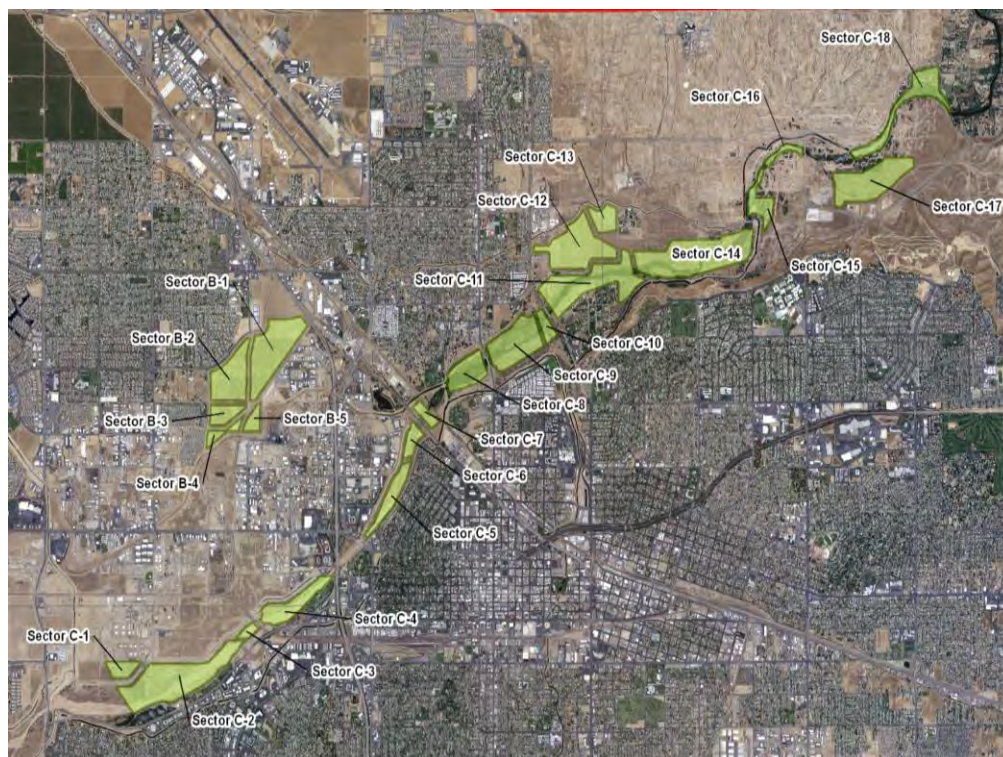 Sector C-18
Sector C-16
Sector C-13
Sector C-12
Sector C-17
Sector C-14
Sector C-15
Sector C-11
Sector B-1
Sector B-2
Sector C-10
Sector C-9
Sector C-8
Sector B-3
Sector B-5
Sector C-7
Sector C-6
Sector B-4
Sector C-5
Sector C-4
Sector C-1
Sector C-3
Sector C-2